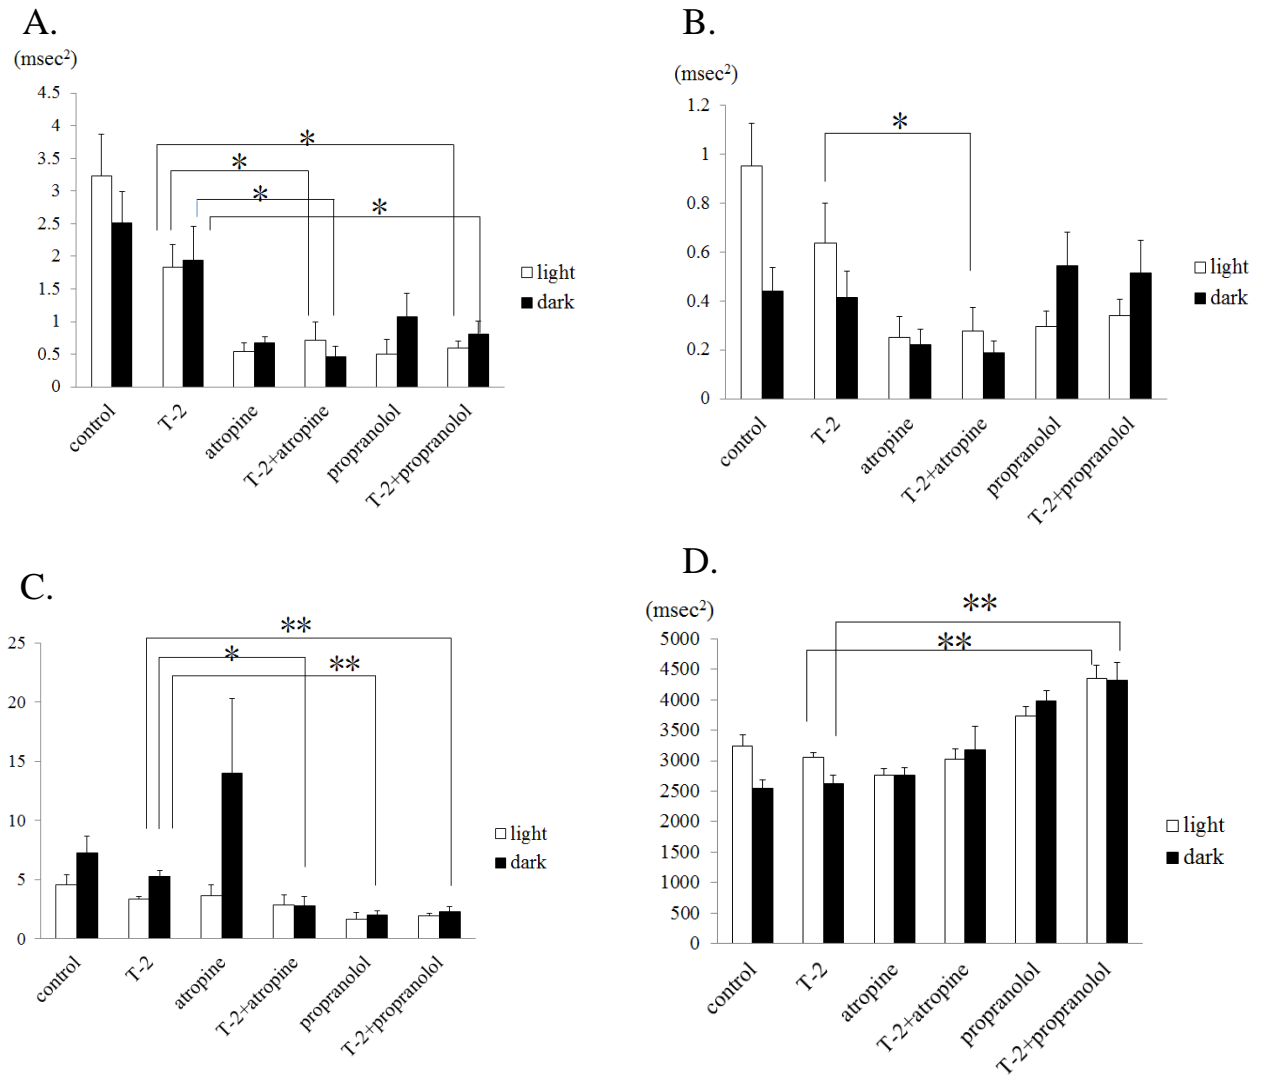 A.
(msec²)
4.5
4
3.5
3
2.5
2
1.5
1
0.5
0
*
*
*
*
light
dark
control
T-2
atropine
T-2+atropine
propranolol
T-2+propranolol
B.
(msec²)
1.2
1
0.8
0.6
0.4
0.2
0
*
light
dark
control
T-2
atropine
T-2+atropine
propranolol
T-2+propranolol
C.
25
20
15
10
5
0
**
*
**
light
dark
control
T-2
atropine
T-2+atropine
propranolol
T-2+propranolol
D.
(msec²)
5000
4500
4000
3500
3000
2500
2000
1500
1000
500
0
**
**
light
dark
control
T-2
atropine
T-2+atropine
propranolol
T-2+propranolol